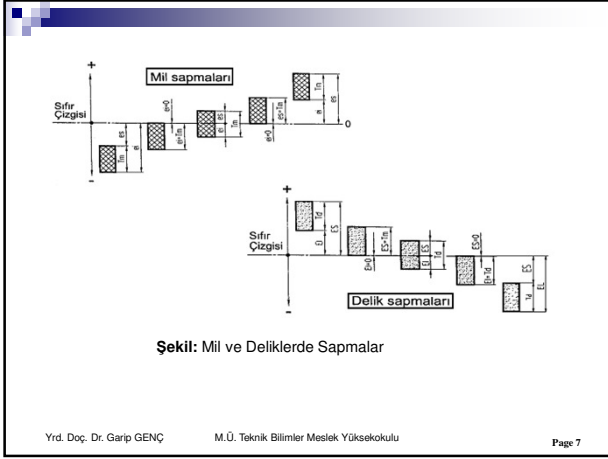 +
Mil sapmaları
Sıfır
Çizgisi
es
Tm
ei
es=0
ei=Tm
es
ei
Tm
es=Tm
ei=0
Tm
ei
es
0
-
+
Sıfır
Çizgisi
Td
EI
ES
ES=Td
EI=0
ES
EI
Td
ES=0
EI=Td
ES
Td
EL
Delik sapmaları
-
Şekil: Mil ve Deliklerde Sapmalar
Yrd. Doç. Dr. Garip GENÇ M.Ü. Teknik Bilimler Meslek Yüksekokulu Page 7